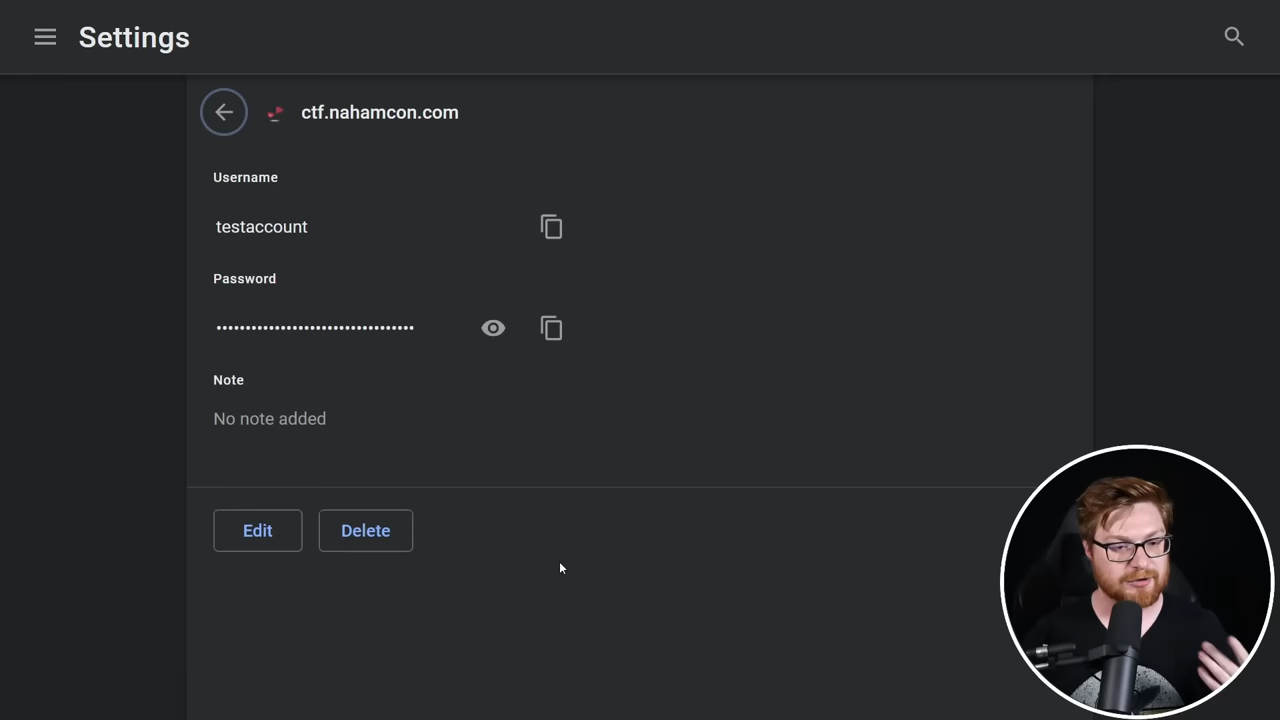 Settings
ctf.nahamcon.com
Username
testaccount
Password
••••••••••••••••••••••••••••••••••
Note
No note added
Edit
Delete